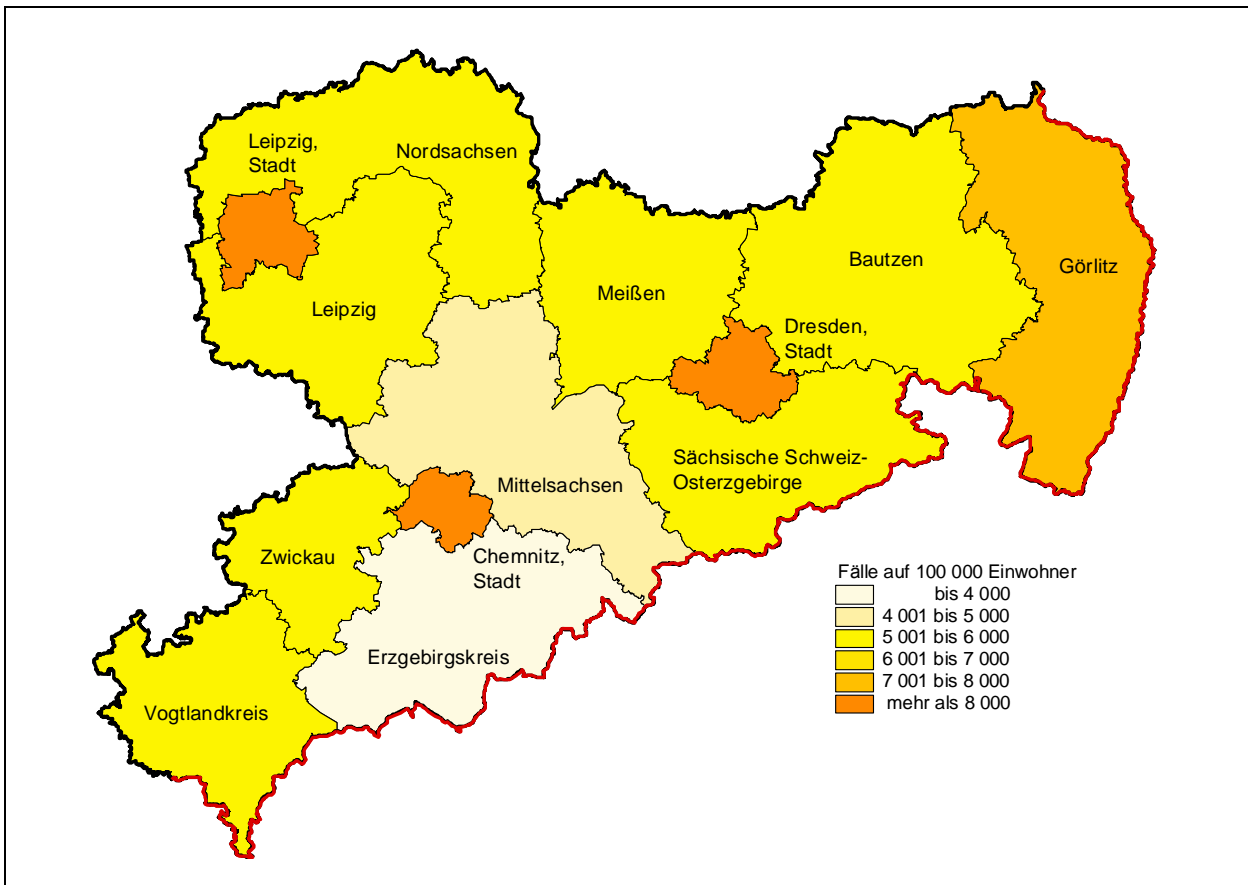 Leipzig,
Stadt
Nordsachsen
Leipzig
Meißen
Bautzen
Görlitz
Dresden,
Stadt
Sächsische Schweiz-
Osterzgebirge
Mittelsachsen
Zwickau
Chemnitz,
Stadt
Erzgebirgskreis
Vogtlandkreis
Fälle auf 100 000 Einwohner
bis 4 000
4 001 bis 5 000
5 001 bis 6 000
6 001 bis 7 000
7 001 bis 8 000
mehr als 8 000